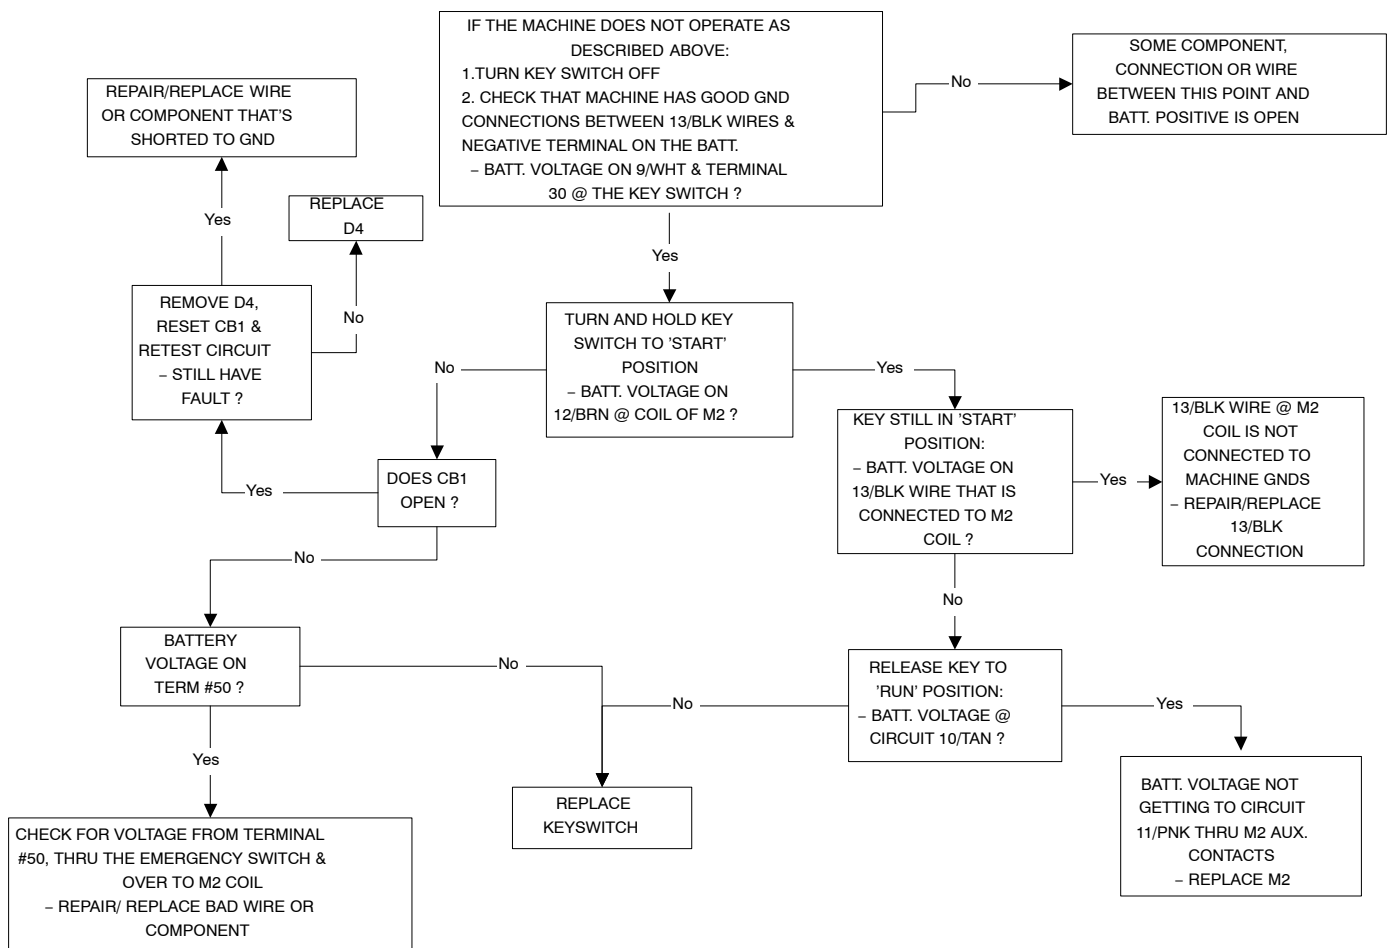 IF THE MACHINE DOES NOT OPERATE AS
DESCRIBED ABOVE:
1.TURN KEY SWITCH OFF
2. CHECK THAT MACHINE HAS GOOD GND
CONNECTIONS BETWEEN 13/BLK WIRES &
NEGATIVE TERMINAL ON THE BATT.
– BATT. VOLTAGE ON 9/WHT & TERMINAL
30 @ THE KEY SWITCH ?
No
SOME COMPONENT,
CONNECTION OR WIRE
BETWEEN THIS POINT AND
BATT. POSITIVE IS OPEN
REPAIR/REPLACE WIRE
OR COMPONENT THAT'S
SHORTED TO GND
Yes
REPLACE
D4
No
REMOVE D4,
RESET CB1 &
RETEST CIRCUIT
– STILL HAVE
FAULT ?
Yes
TURN AND HOLD KEY
SWITCH TO 'START'
POSITION
– BATT. VOLTAGE ON
12/BRN @ COIL OF M2 ?
No
Yes
DOES CB1
OPEN ?
Yes
No
KEY STILL IN 'START'
POSITION:
– BATT. VOLTAGE ON
13/BLK WIRE THAT IS
CONNECTED TO M2
COIL ?
Yes
13/BLK WIRE @ M2
COIL IS NOT
CONNECTED TO
MACHINE GNDS
– REPAIR/REPLACE
13/BLK
CONNECTION
No
BATTERY
VOLTAGE ON
TERM #50 ?
No
Yes
RELEASE KEY TO
'RUN' POSITION:
– BATT. VOLTAGE @
CIRCUIT 10/TAN ?
No
Yes
REPLACE
KEYSWITCH
BATT. VOLTAGE NOT
GETTING TO CIRCUIT
11/PNK THRU M2 AUX.
CONTACTS
– REPLACE M2
CHECK FOR VOLTAGE FROM TERMINAL
#50, THRU THE EMERGENCY SWITCH &
OVER TO M2 COIL
– REPAIR/ REPLACE BAD WIRE OR
COMPONENT